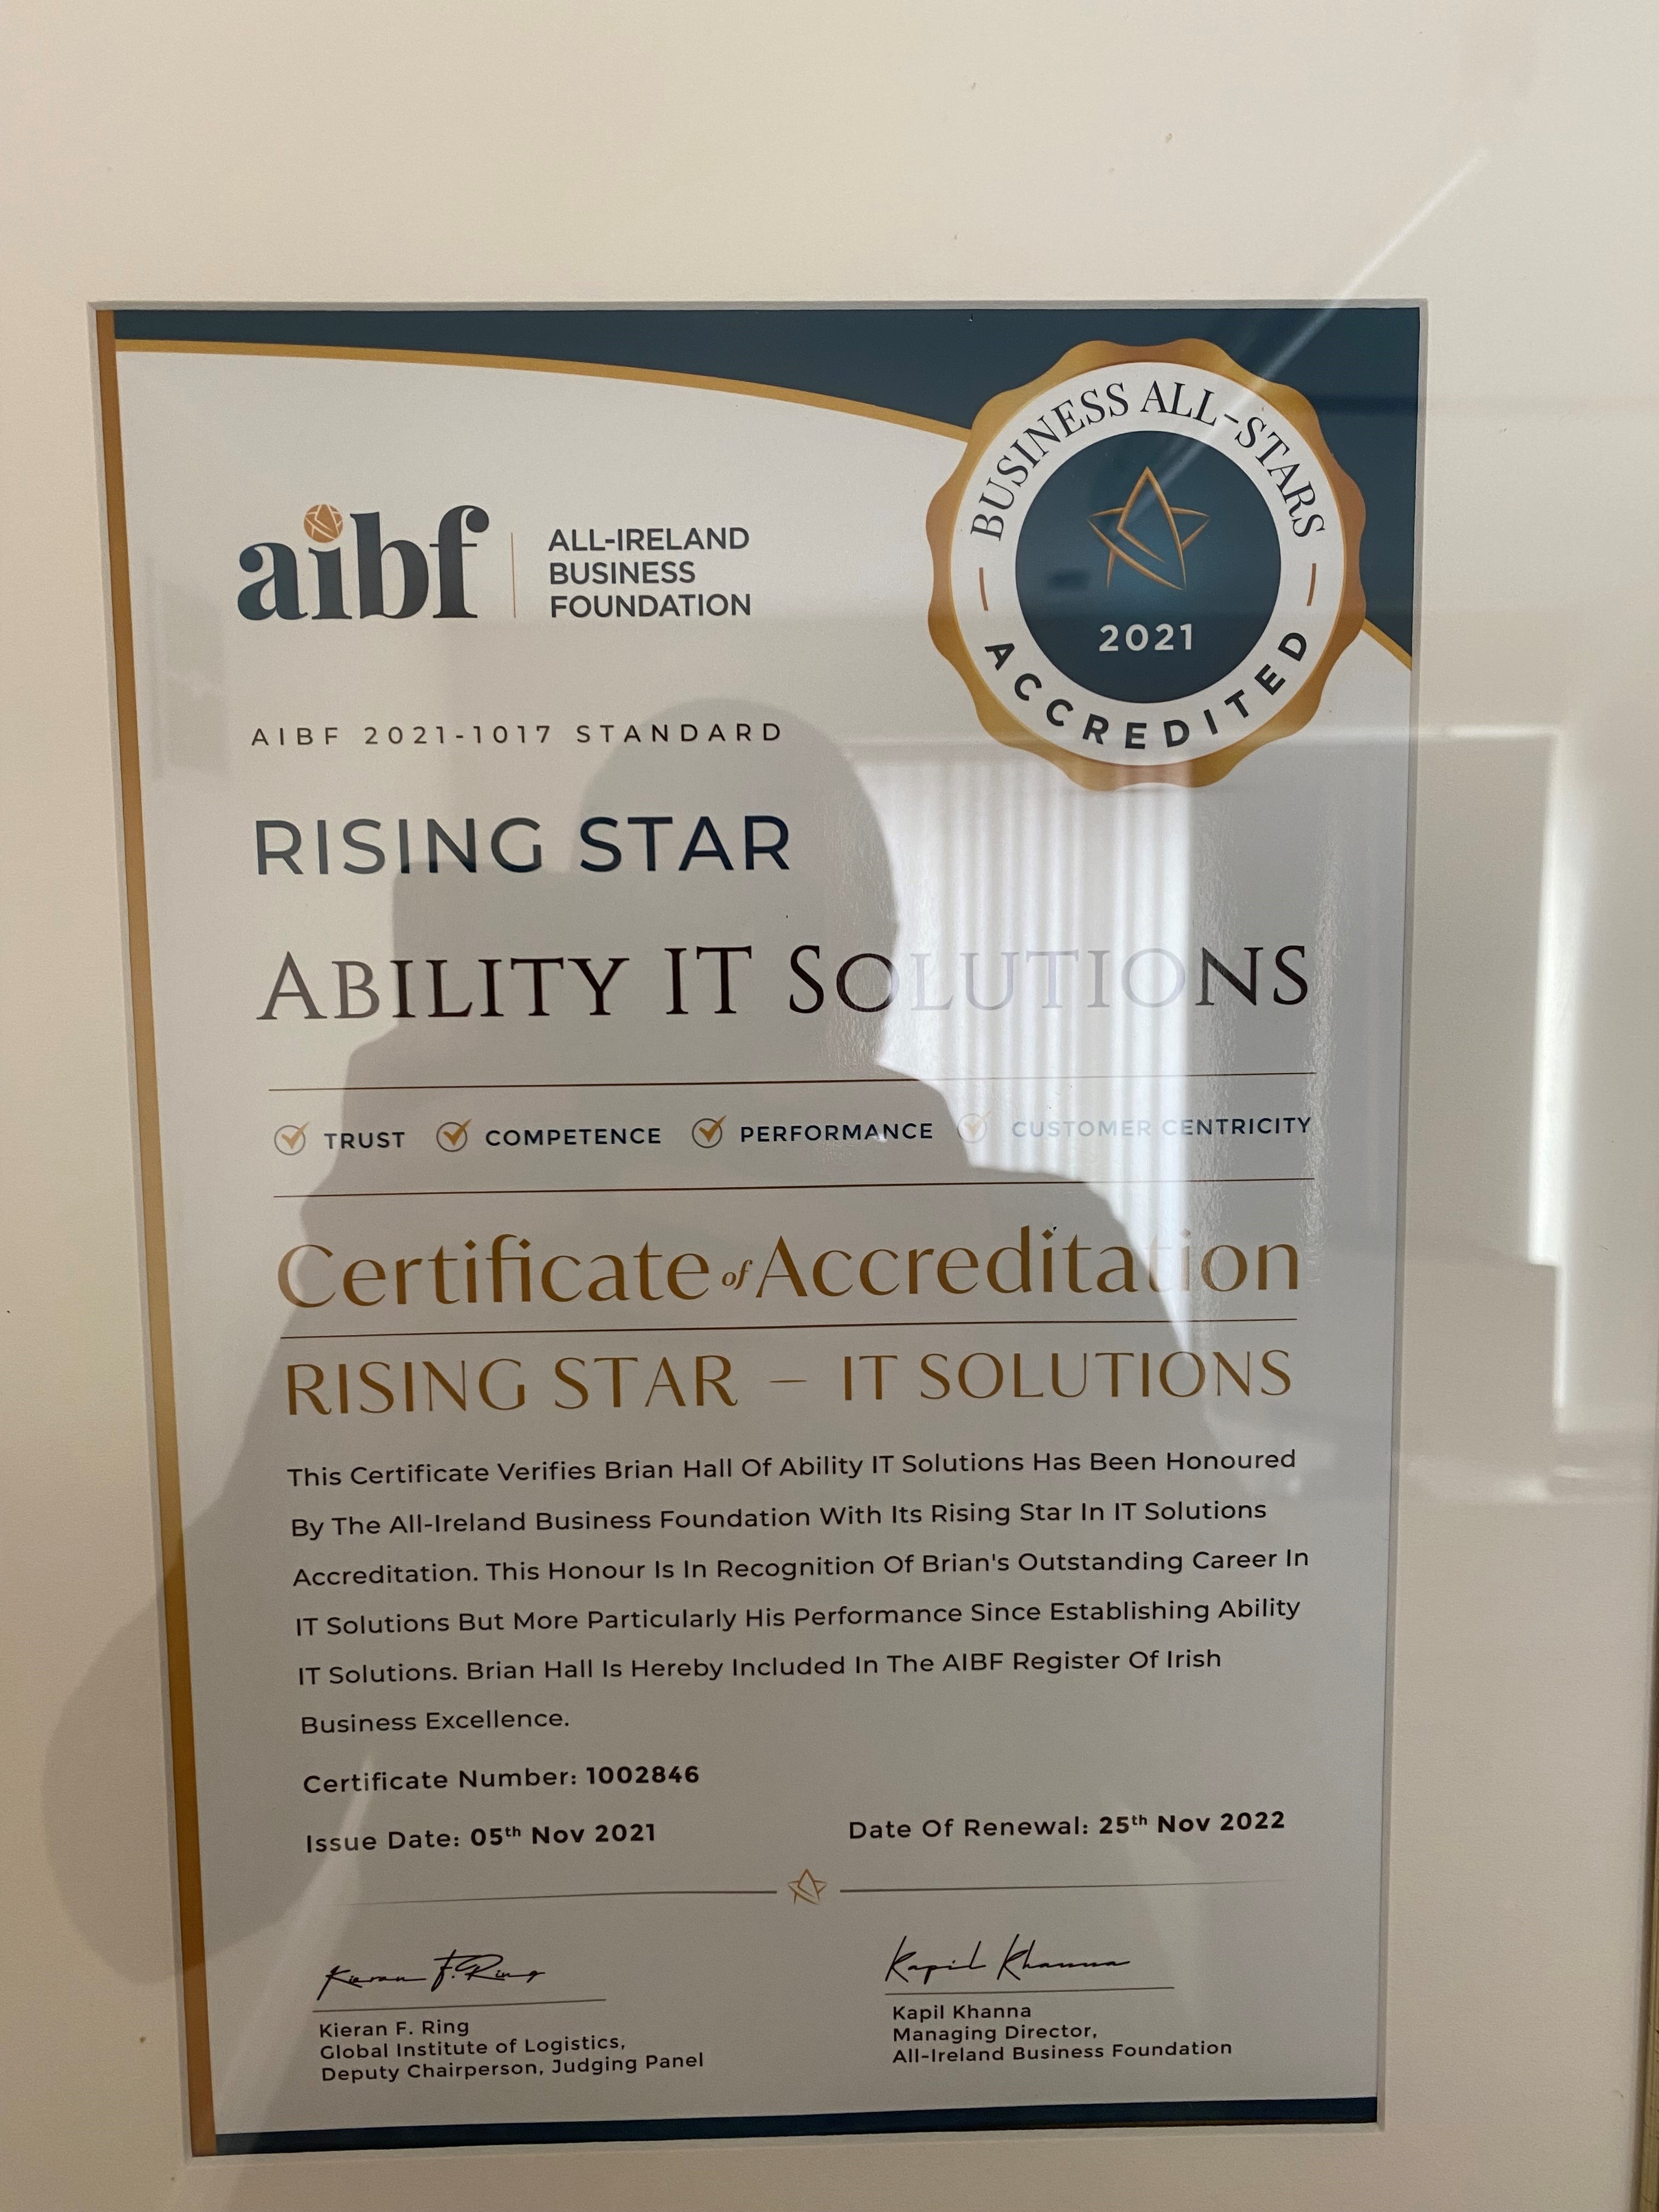 BUSINESS ALL-STARS
2021
ACCREDITED
aibf
ALL-IRELAND
BUSINESS
FOUNDATION
AIBF 2021-1017 STANDARD
RISING STAR
ABILITY IT SOLUTIONS
TRUST COMPETENCE PERFORMANCE CUSTOMER CENTRICITY
Certificate of Accreditation
RISING STAR – IT SOLUTIONS
This Certificate Verifies Brian Hall Of Ability IT Solutions Has Been Honoured
By The All-Ireland Business Foundation With Its Rising Star In IT Solutions
Accreditation. This Honour Is In Recognition Of Brian's Outstanding Career In
IT Solutions But More Particularly His Performance Since Establishing Ability
IT Solutions. Brian Hall Is Hereby Included In The AIBF Register Of Irish
Business Excellence.
Certificate Number: 1002846
Issue Date: 05th Nov 2021 Date Of Renewal: 25th Nov 2022
Kieran F. Ring
Kapil Khanna
Kieran F. Ring
Global Institute of Logistics,
Deputy Chairperson, Judging Panel
Kapil Khanna
Managing Director,
All-Ireland Business Foundation